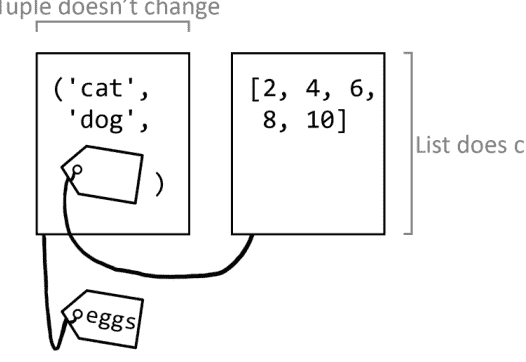 Tuple doesn't change
('cat',
'dog',
)
[2, 4, 6,
8, 10]
List does c
eggs